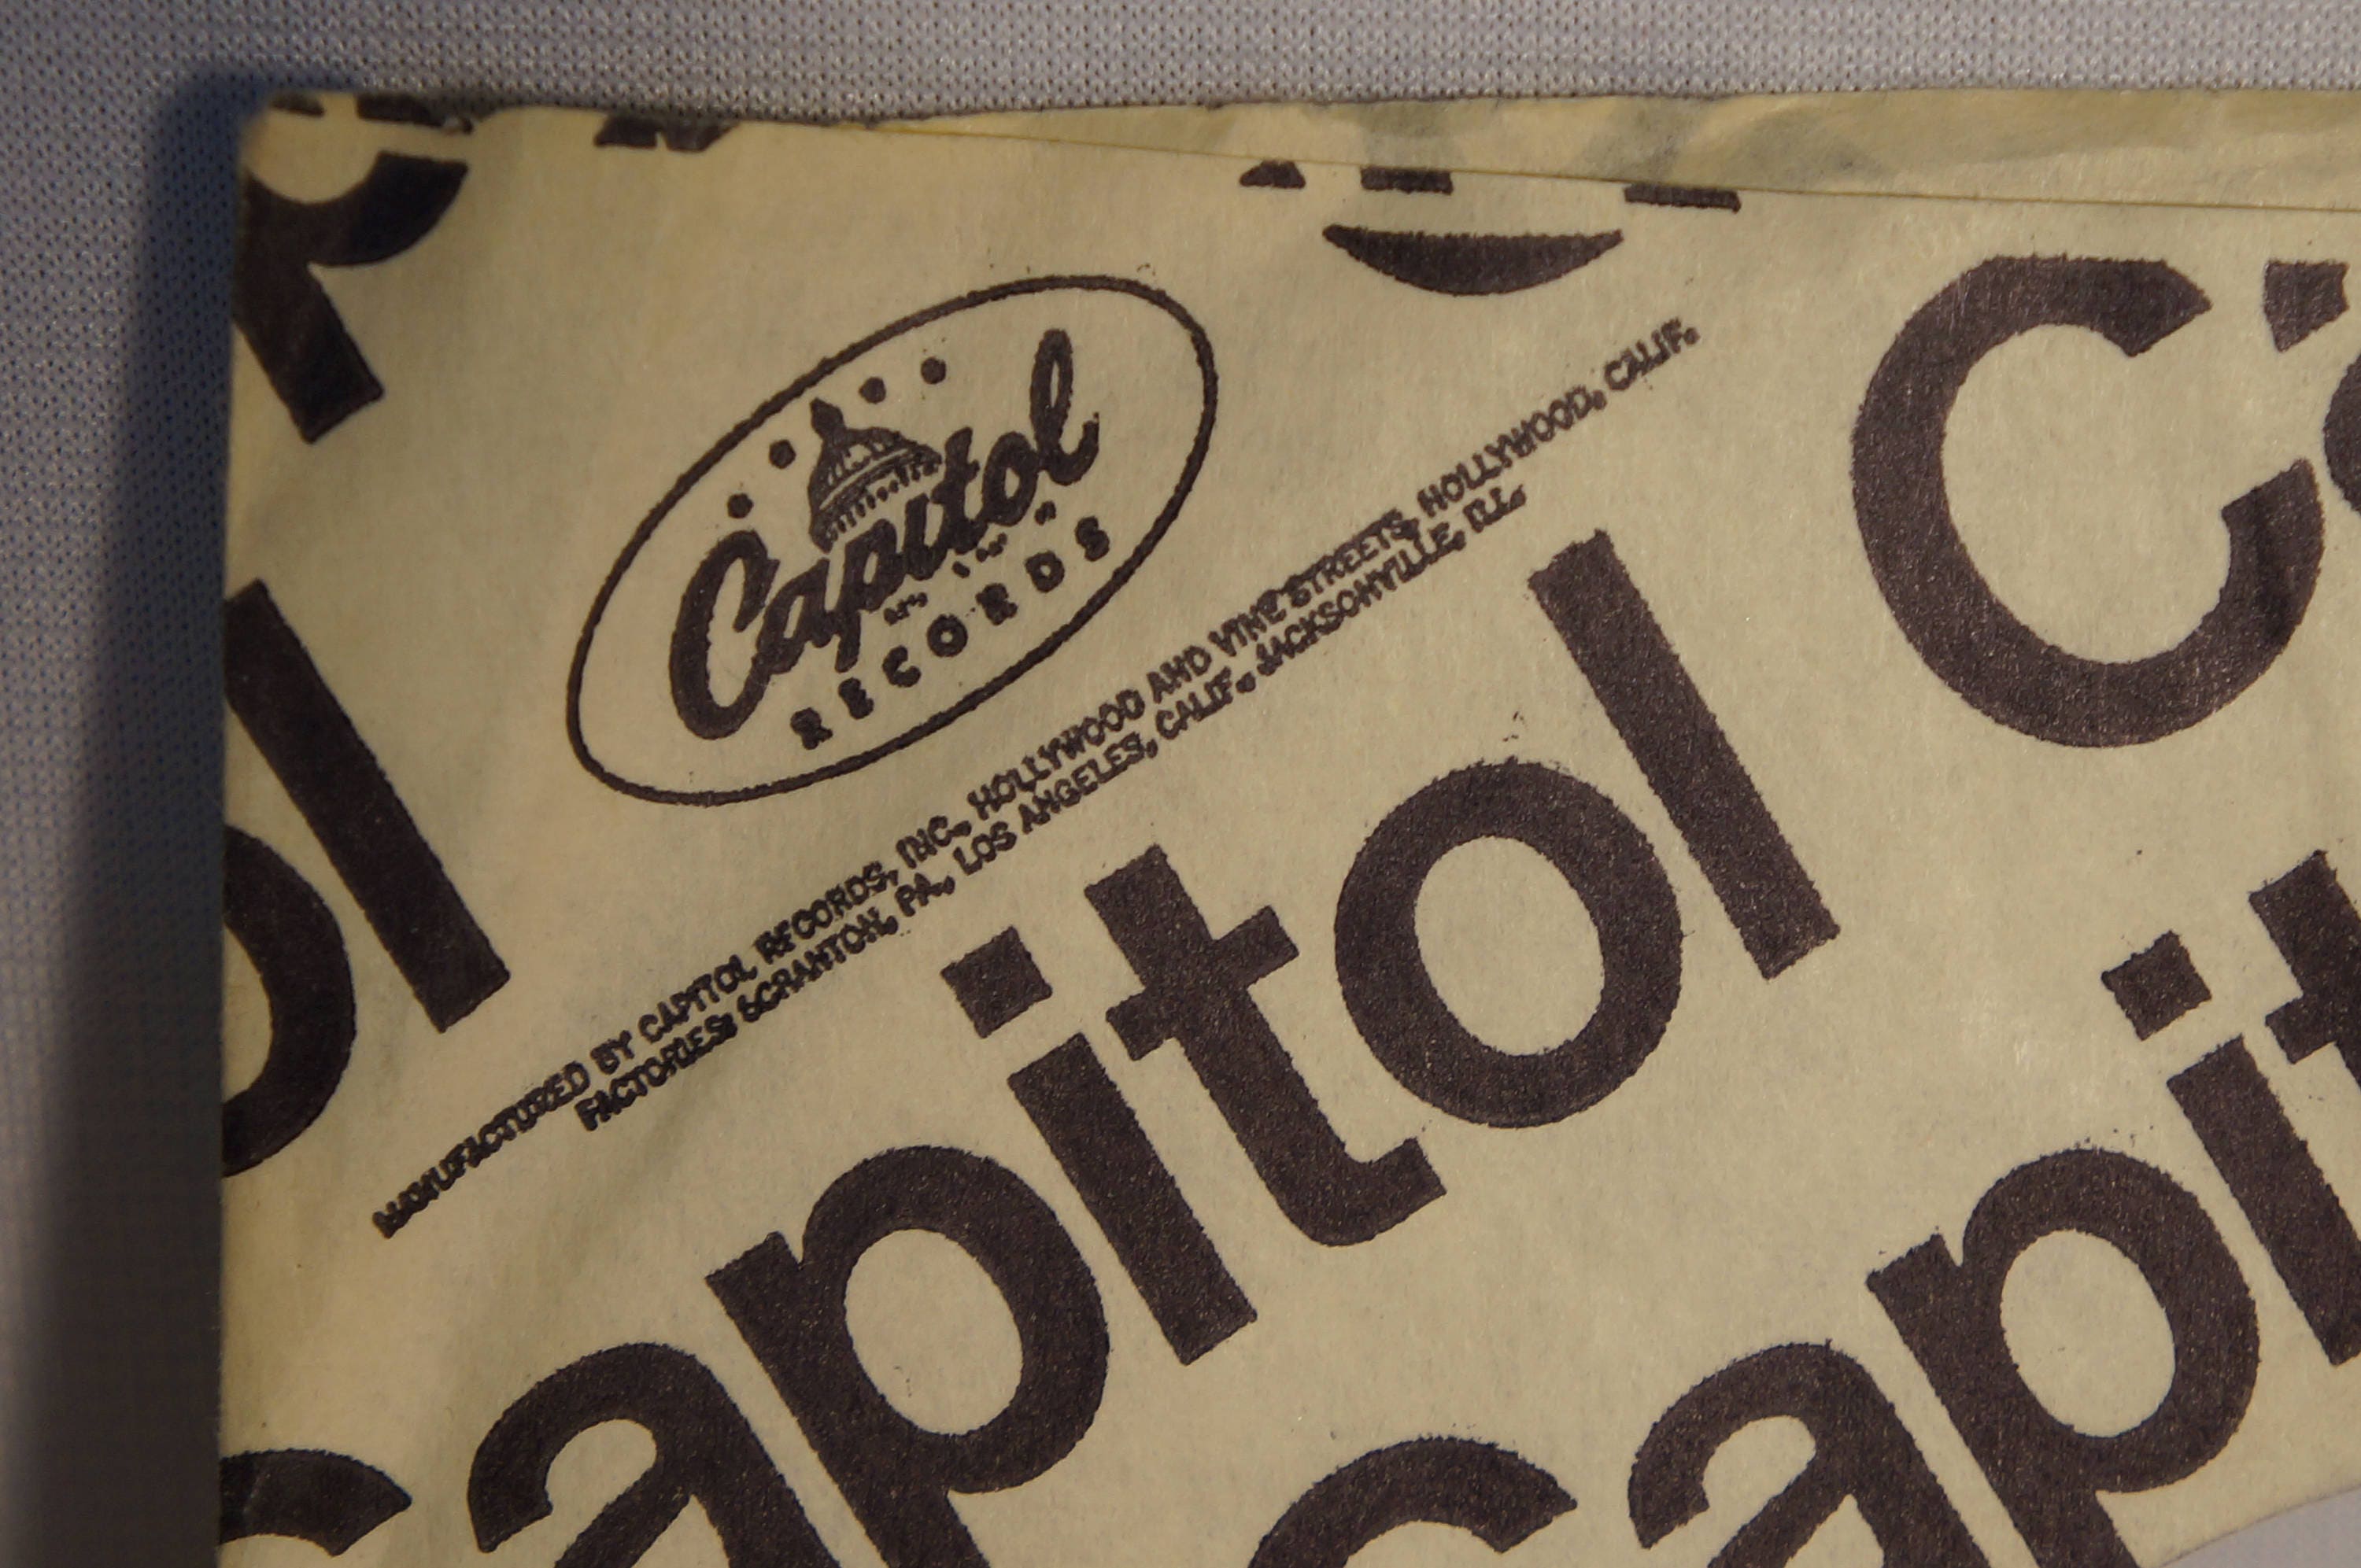 Capitol
RECORDS
MANUFACTURED BY CAPITOL RECORDS, INC., HOLLYWOOD AND VINE STREETS, HOLLYWOOD, CALIF.
FACTORIES: SCRANTON, PA., LOS ANGELES, CALIF., JACKSONVILLE, ILL.
capitol
capit